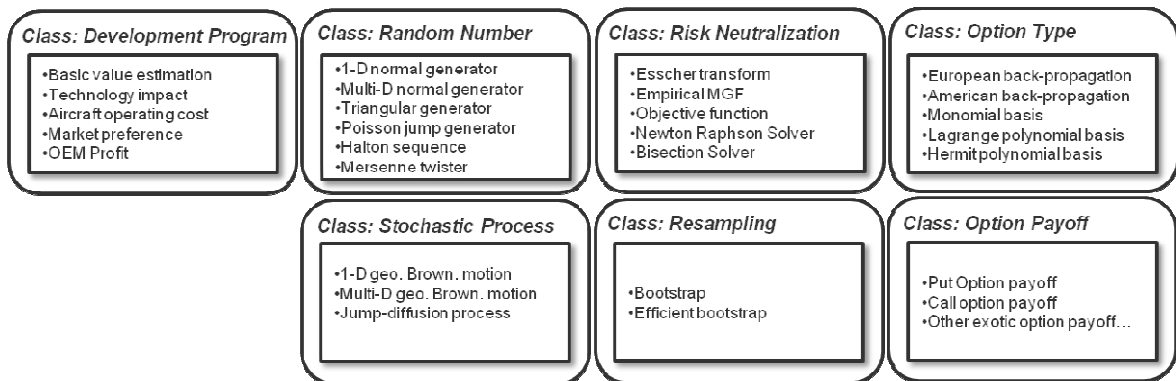 Class: Development Program
•Basic value estimation
•Technology impact
•Aircraft operating cost
•Market preference
•OEM Profit
Class: Random Number
•1-D normal generator
•Multi-D normal generator
•Triangular generator
•Poisson jump generator
•Halton sequence
•Mersenne twister
Class: Risk Neutralization
•Esscher transform
•Empirical MGF
•Objective function
•Newton Raphson Solver
•Bisection Solver
Class: Option Type
•European back-propagation
•American back-propagation
•Monomial basis
•Lagrange polynomial basis
•Hermit polynomial basis
Class: Stochastic Process
•1-D geo. Brown. motion
•Multi-D geo. Brown. motion
•Jump-diffusion process
Class: Resampling
•Bootstrap
•Efficient bootstrap
Class: Option Payoff
•Put Option payoff
•Call option payoff
•Other exotic option payoff…